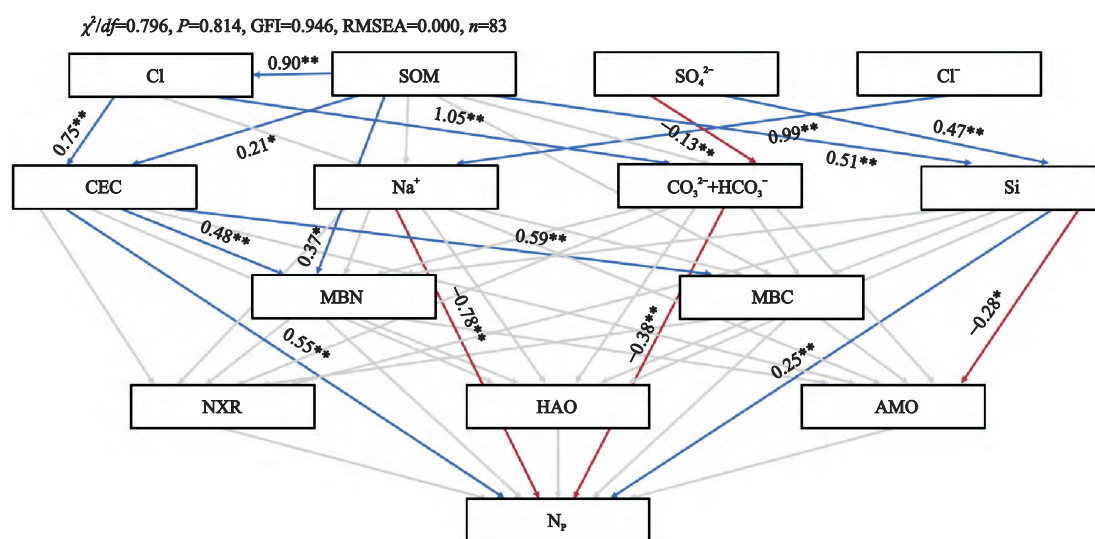 χ²/df=0.796, P=0.814, GFI=0.946, RMSEA=0.000, n=83
Cl
0.90**
SOM
SO₄²⁻
Cl⁻
0.75**
0.21*
1.05**
−0.13**
0.99**
0.51**
0.47**
CEC
Na⁺
CO₃²⁻+HCO₃⁻
Si
0.48**
0.37*
0.59**
MBN
MBC
−0.78**
−0.38**
−0.28*
0.55**
0.25**
NXR
HAO
AMO
Nₚ